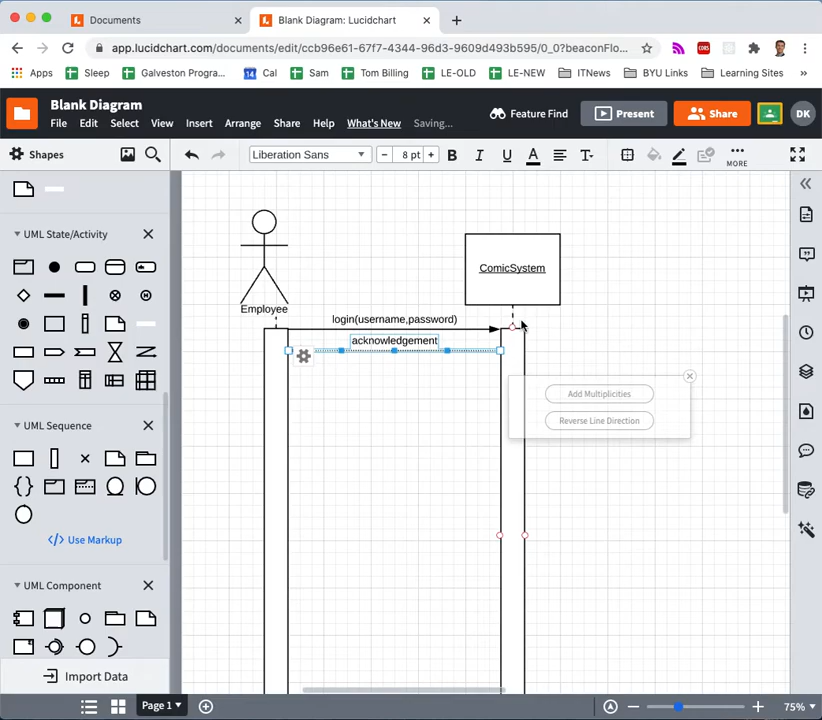 Documents
Blank Diagram: Lucidchart
app.lucidchart.com/documents/edit/ccb96e61-67f7-4344-96d3-9609d493b595/0_0?beaconFlo...
Apps
Sleep
Galveston Progra...
Cal
Sam
Tom Billing
LE-OLD
LE-NEW
ITNews
BYU Links
Learning Sites
»
Blank Diagram
File
Edit
Select
View
Insert
Arrange
Share
Help
What's New
Saving...
Feature Find
Present
Share
DK
Shapes
Liberation Sans
8 pt
B
I
U
A
T
MORE
UML State/Activity
UML Sequence
</> Use Markup
UML Component
Import Data
Employee
ComicSystem
login(username,password)
acknowledgement
Add Multiplicities
Reverse Line Direction
Page 1
75%